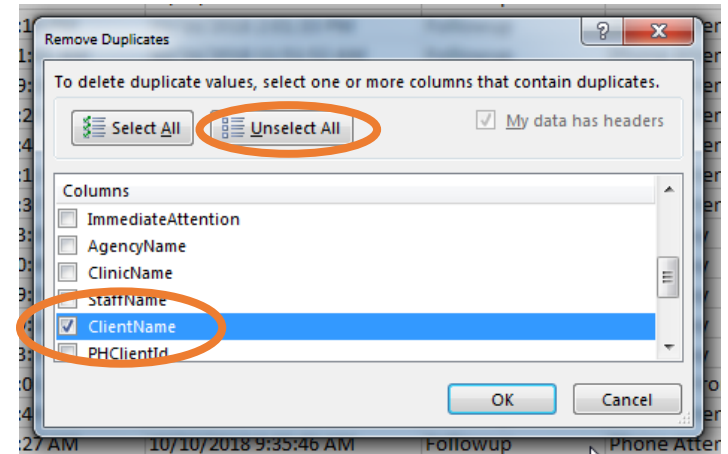 Remove Duplicates
?
To delete duplicate values, select one or more columns that contain duplicates.
Select All
Unselect All
My data has headers
Columns
ImmediateAttention
AgencyName
ClinicName
StaffName
ClientName
PHClientId
OK
Cancel
:27 AM 10/10/2018 9:35:46 AM Followup Phone Atten